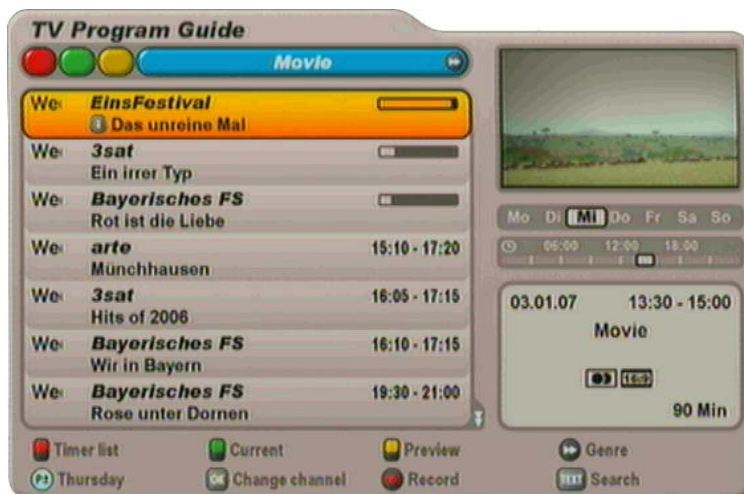 TV Program Guide
Movie
We EinsFestival
Das unreine Mal
We 3sat
Ein irrer Typ
We Bayerisches FS
Rot ist die Liebe
We arte 15:10 - 17:20
Münchhausen
We 3sat 16:05 - 17:15
Hits of 2006
We Bayerisches FS 16:10 - 17:15
Wir in Bayern
We Bayerisches FS 19:30 - 21:00
Rose unter Dornen
Mo Di Mi Do Fr Sa So
06:00 12:00 18:00
03.01.07 13:30 - 15:00
Movie
16:9
90 Min
Timer list Current Preview Genre
P+ Thursday OK Change channel Record TEXT Search